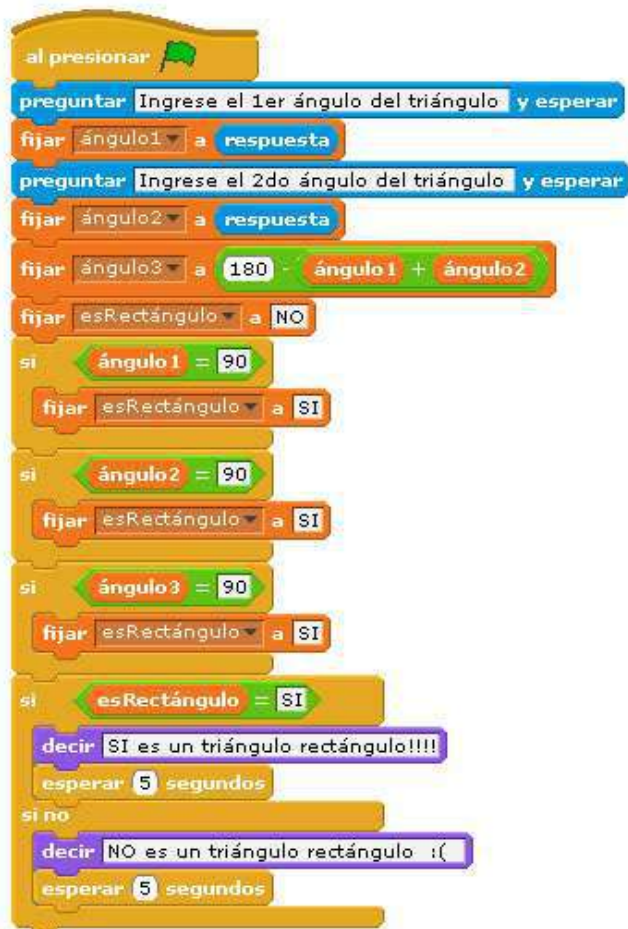 al presionar
preguntar Ingrese el 1er ángulo del triángulo y esperar
fijar ángulo1 a respuesta
preguntar Ingrese el 2do ángulo del triángulo y esperar
fijar ángulo2 a respuesta
fijar ángulo3 a 180 - ángulo1 + ángulo2
fijar esRectángulo a NO
si ángulo1 = 90
fijar esRectángulo a SI
si ángulo2 = 90
fijar esRectángulo a SI
si ángulo3 = 90
fijar esRectángulo a SI
si esRectángulo = SI
decir SI es un triángulo rectángulo!!!!
esperar 5 segundos
si no
decir NO es un triángulo rectángulo :(
esperar 5 segundos